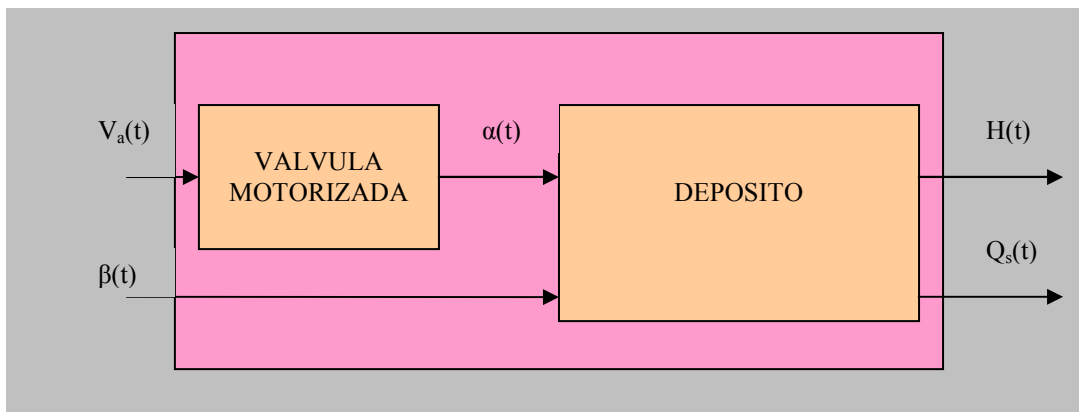 Va(t)
VALVULA
MOTORIZADA
α(t)
DEPOSITO
H(t)
β(t)
Qs(t)